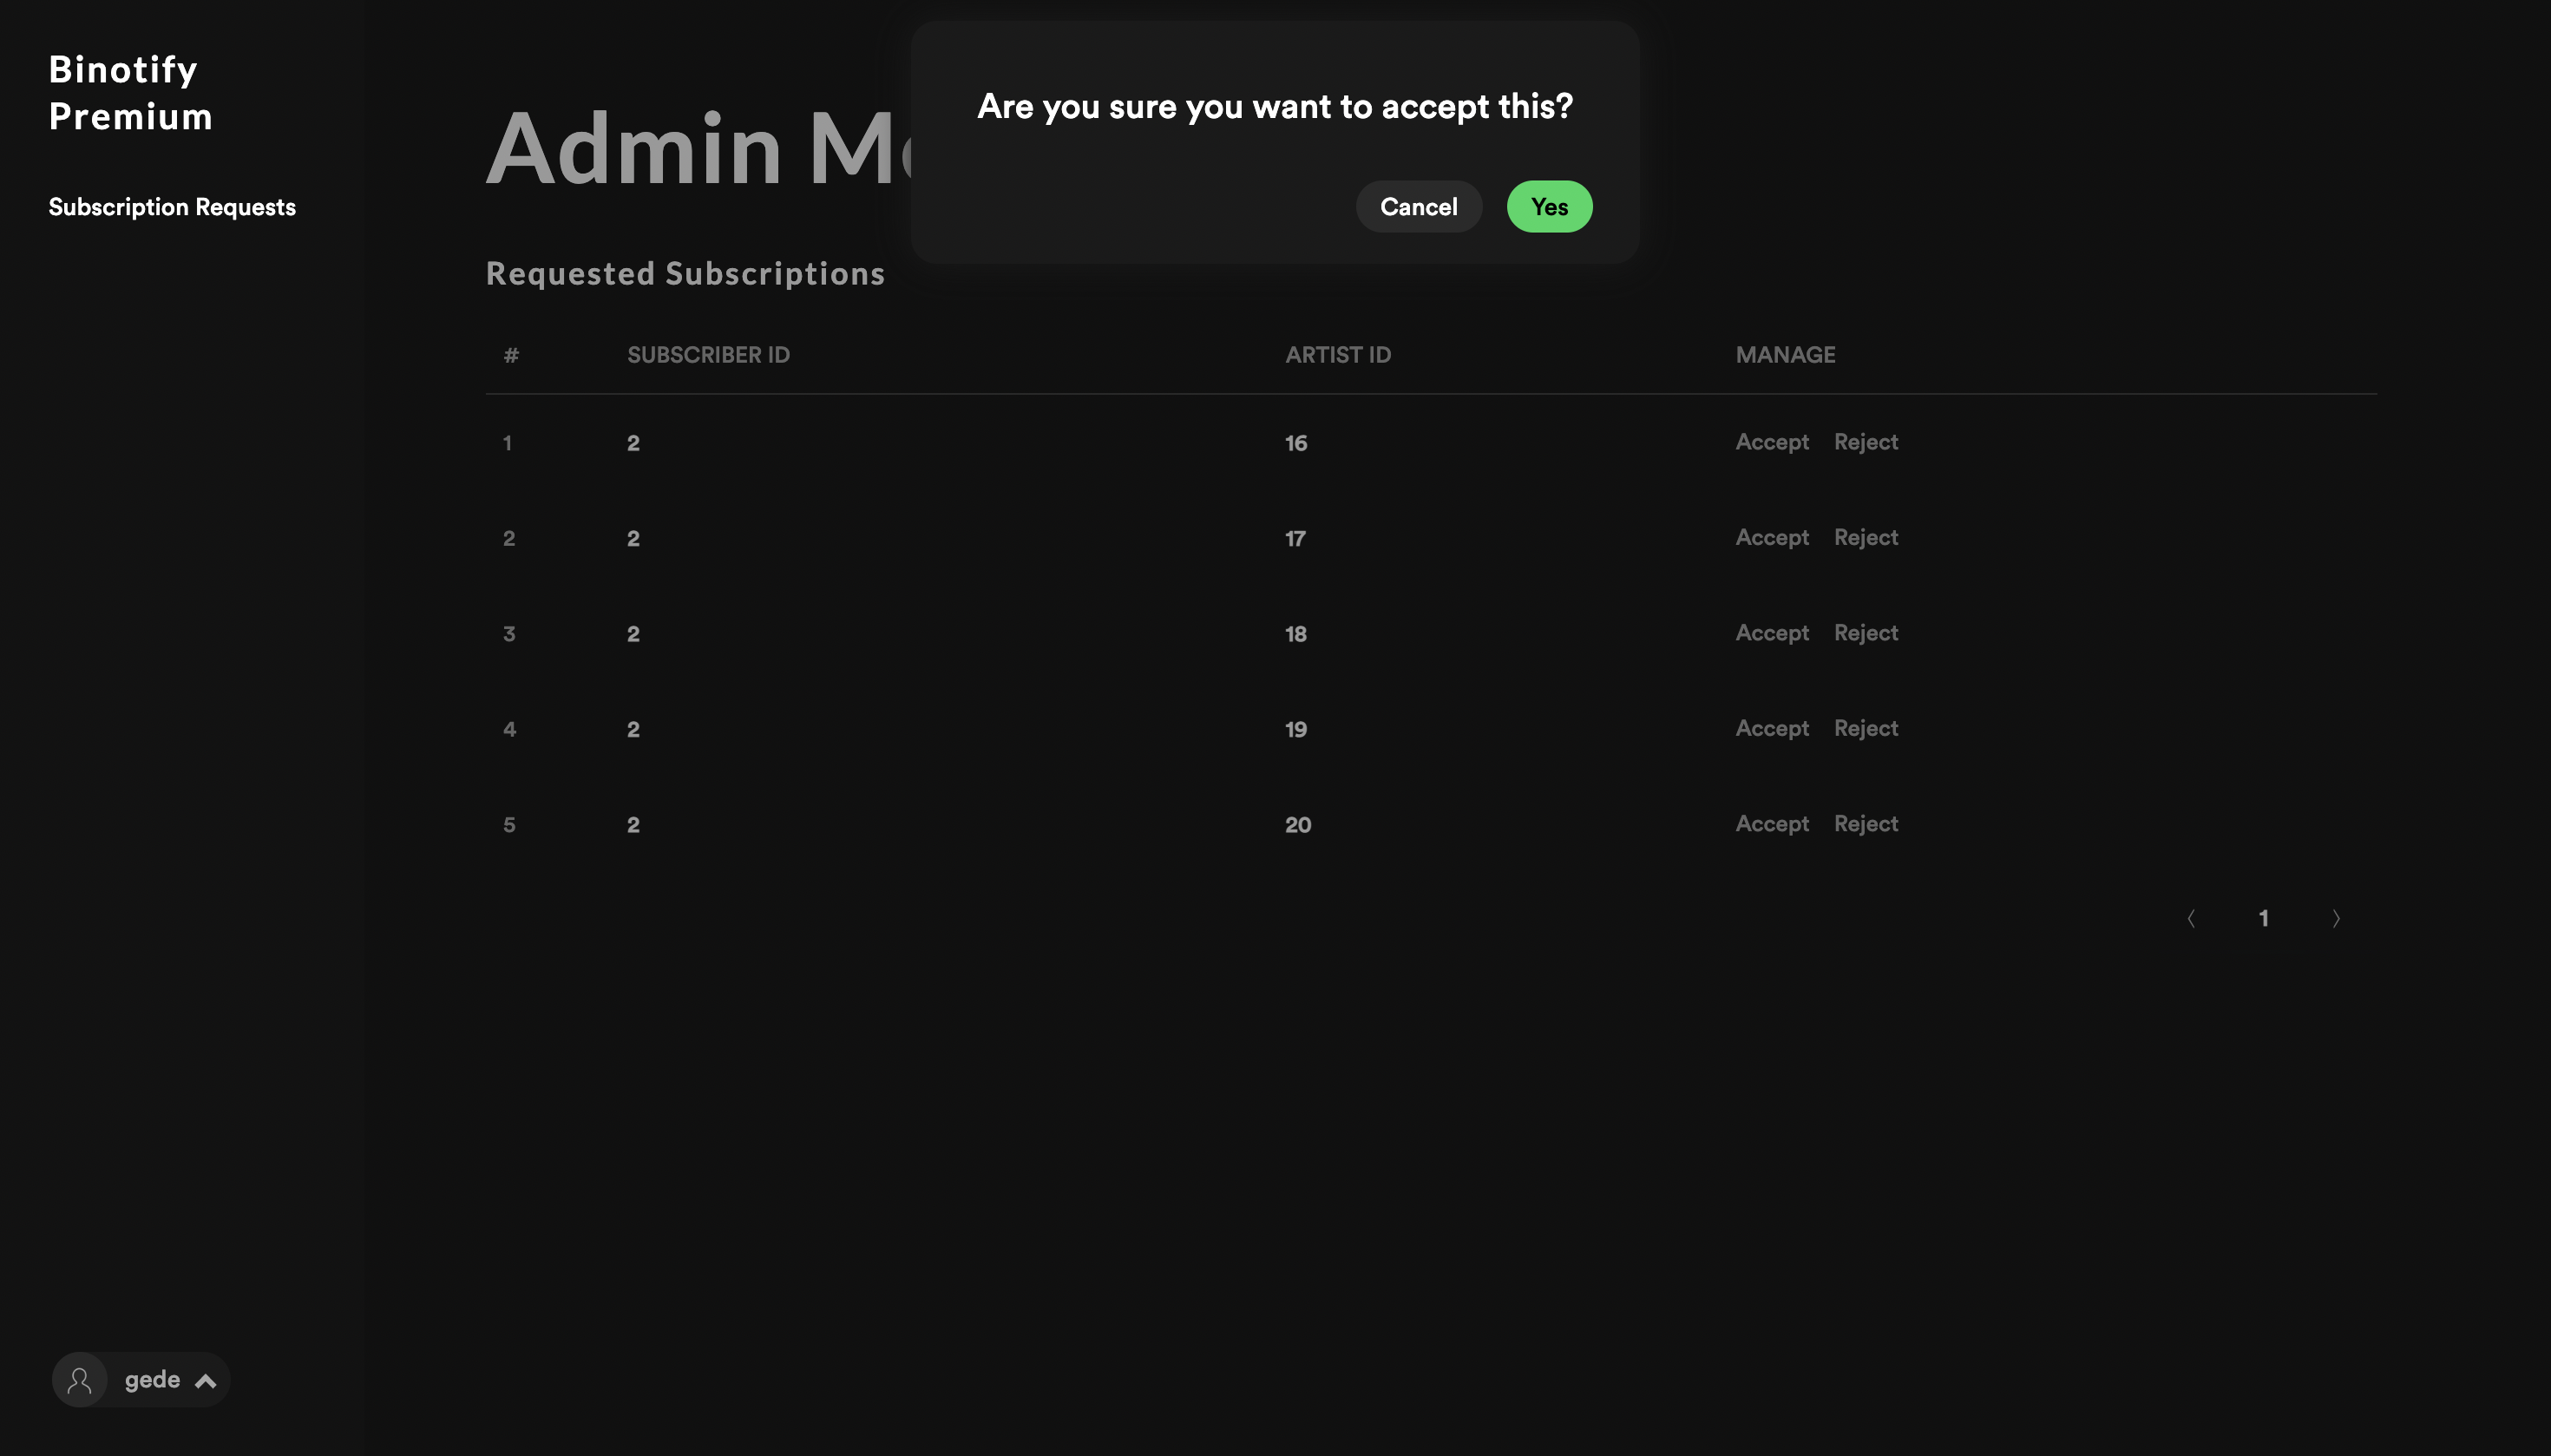 Binotify
Premium
Subscription Requests
Are you sure you want to accept this?
Cancel Yes
Admin
Requested Subscriptions
# SUBSCRIBER ID ARTIST ID MANAGE
1 2 16 Accept Reject
2 2 17 Accept Reject
3 2 18 Accept Reject
4 2 19 Accept Reject
5 2 20 Accept Reject
1
gede